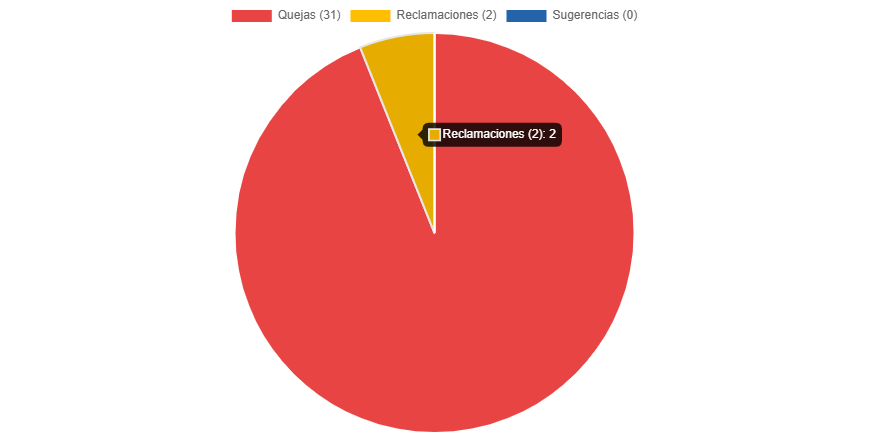 Quejas (31) Reclamaciones (2) Sugerencias (0)
Reclamaciones (2): 2